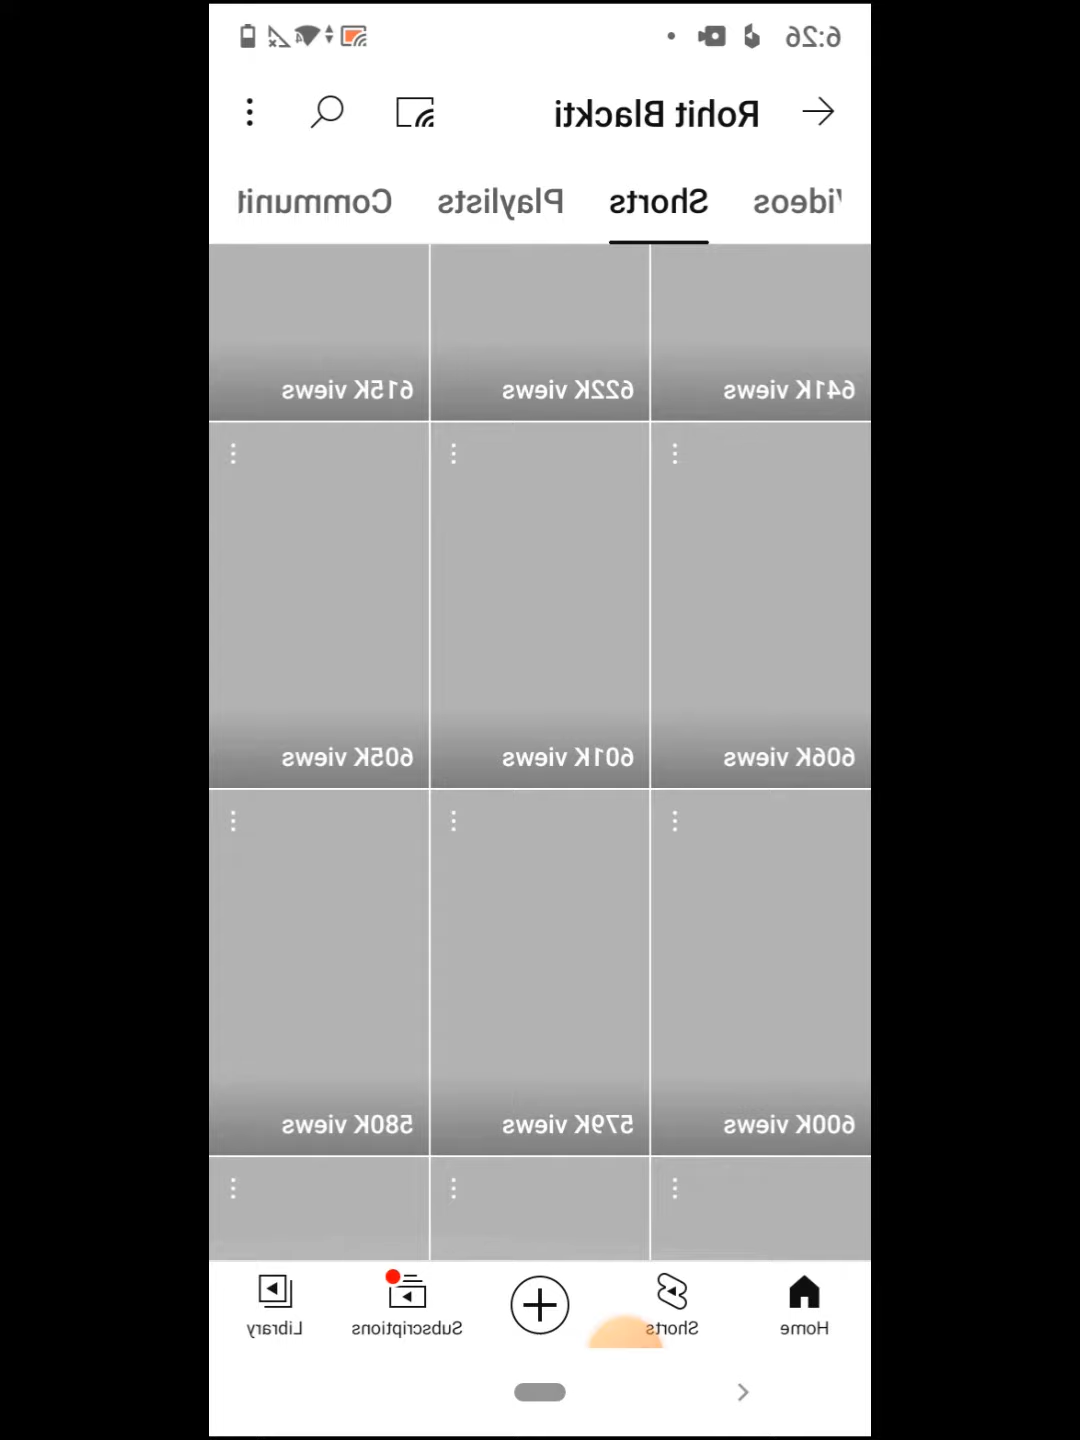 6:26
Rohit Blackti
Videos Shorts Playlists Communit
641K views 622K views 615K views
606K views 601K views 605K views
600K views 579K views 580K views
Home Shorts Subscriptions Library